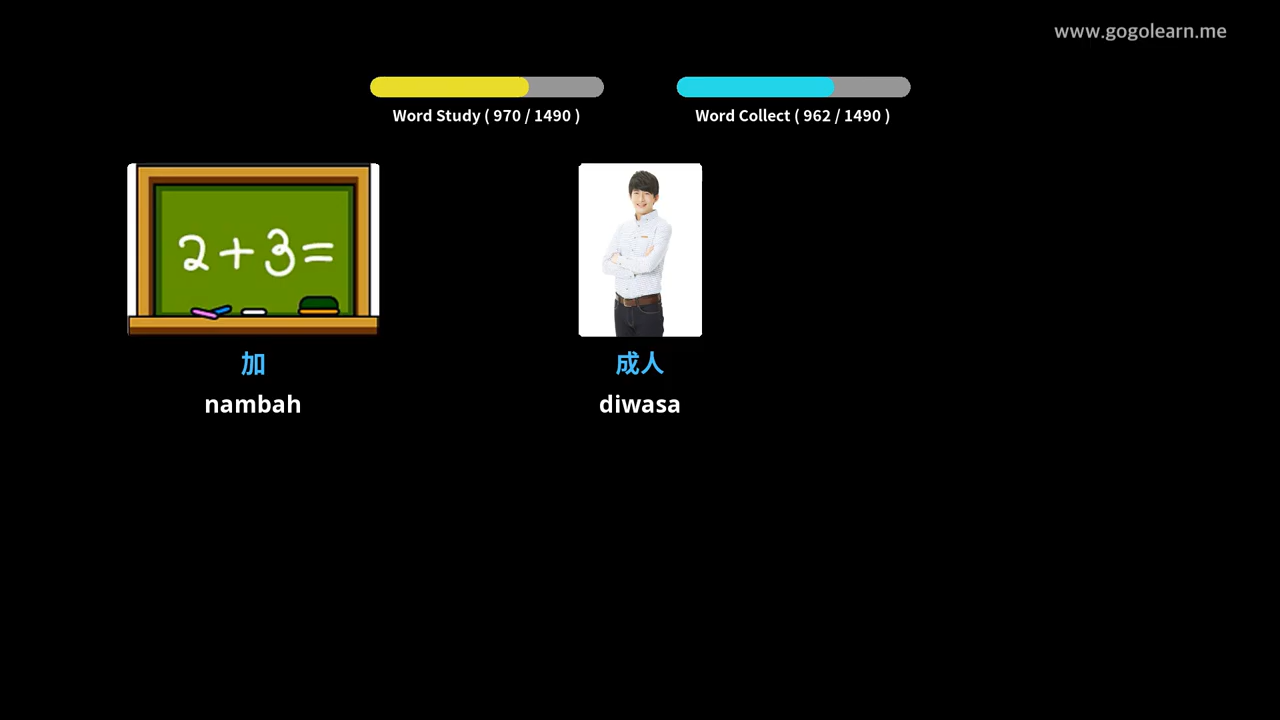 www.gogolearn.me
Word Study ( 970 / 1490 )
Word Collect ( 962 / 1490 )
2+3=
加
nambah
成人
diwasa